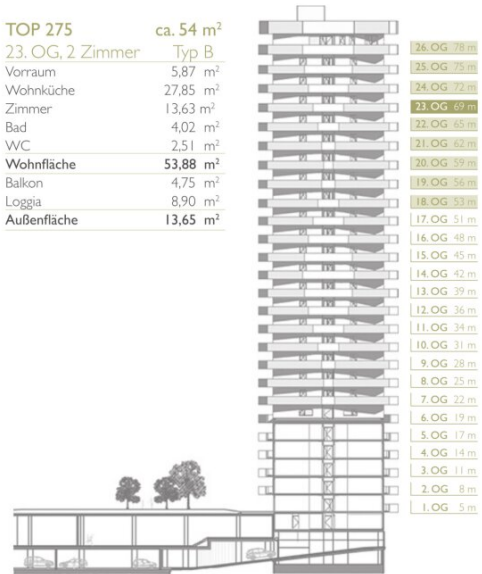 TOP 275 ca. 54 m²
23. OG, 2 Zimmer Typ B
Vorraum 5,87 m²
Wohnküche 27,85 m²
Zimmer 13,63 m²
Bad 4,02 m²
WC 2,51 m²
Wohnfläche 53,88 m²
Balkon 4,75 m²
Loggia 8,90 m²
Außenfläche 13,65 m²
26. OG 78 m
25. OG 75 m
24. OG 72 m
23. OG 69 m
22. OG 65 m
21. OG 62 m
20. OG 59 m
19. OG 56 m
18. OG 53 m
17. OG 51 m
16. OG 48 m
15. OG 45 m
14. OG 42 m
13. OG 39 m
12. OG 36 m
11. OG 34 m
10. OG 31 m
9. OG 28 m
8. OG 25 m
7. OG 22 m
6. OG 19 m
5. OG 17 m
4. OG 14 m
3. OG 11 m
2. OG 8 m
1. OG 5 m